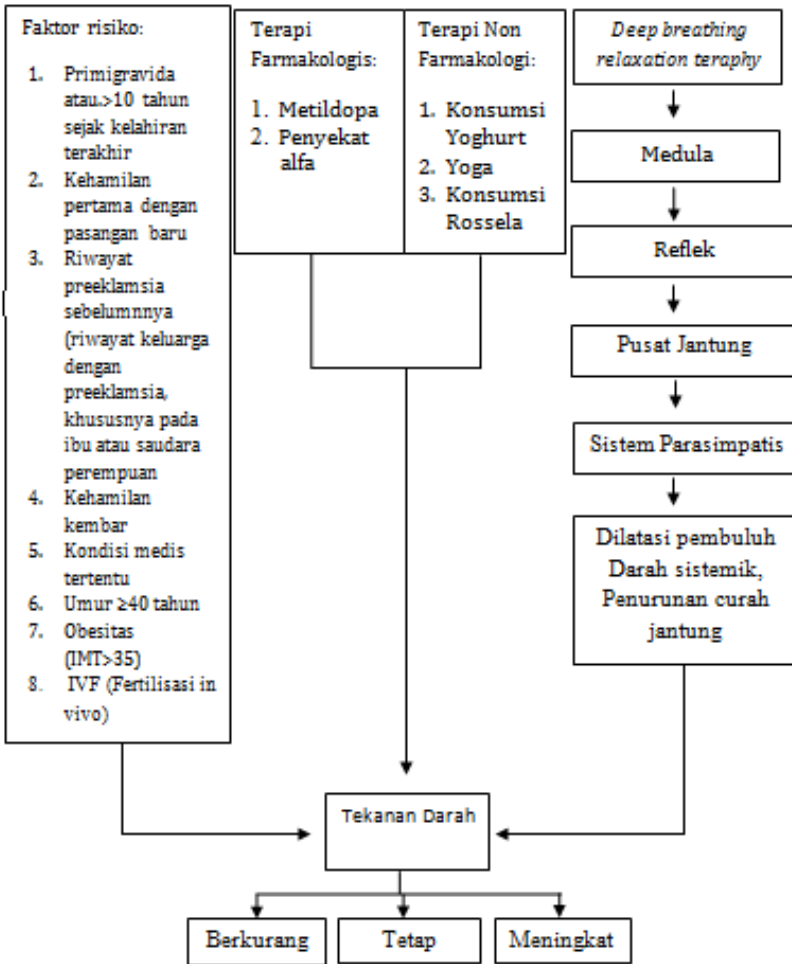 Faktor risiko:
1. Primigravida
atau.>10 tahun
sejak kelahiran
terakhir
2. Kehamilan
pertama dengan
pasangan baru
3. Riwayat
preeklamsia
sebelumnnya
(riwayat keluarga
dengan
preeklamsia,
khususnya pada
ibu atau saudara
perempuan
4. Kehamilan
kembar
5. Kondisi medis
tertentu
6. Umur ≥40 tahun
7. Obesitas
(IMT>35)
8. IVF (Fertilisasi in
vivo)
Terapi
Farmakologis:
1. Metildopa
2. Penyekat
alfa
Terapi Non
Farmakologi:
1. Konsumsi
Yoghurt
2. Yoga
3. Konsumsi
Rossela
Deep breathing
relaxation teraphy
Medula
Reflek
Pusat Jantung
Sistem Parasimpatis
Dilatasi pembuluh
Darah sistemik,
Penurunan curah
jantung
Tekanan Darah
Berkurang
Tetap
Meningkat